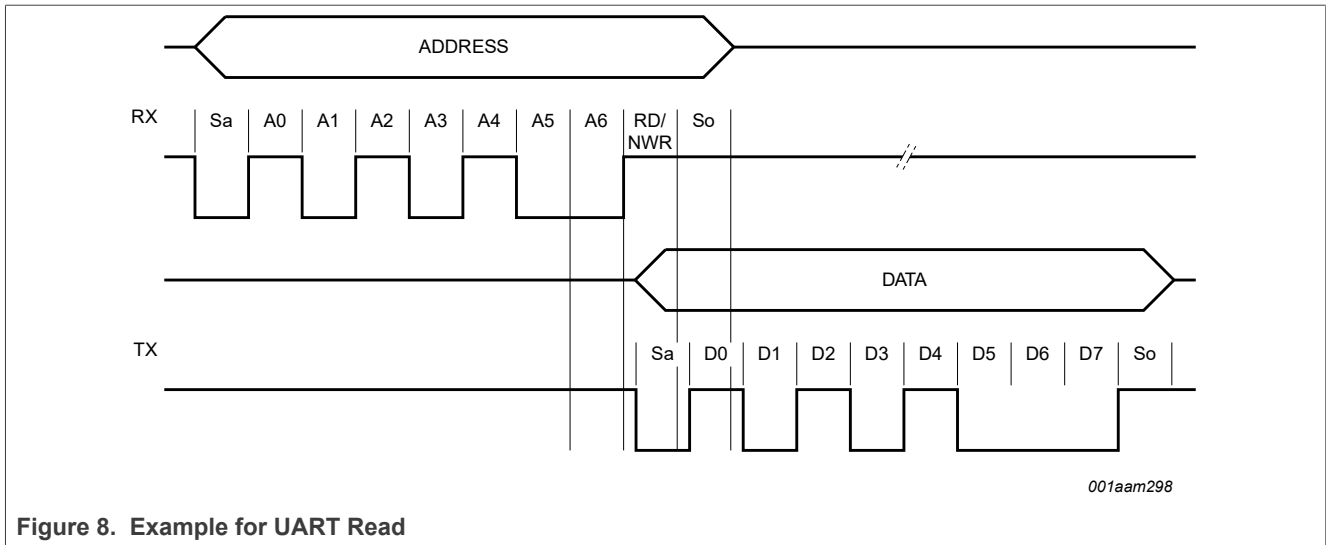 ADDRESS
RX Sa A0 A1 A2 A3 A4 A5 A6 RD/ So
NWR
DATA
TX Sa D0 D1 D2 D3 D4 D5 D6 D7 So
001aam298
Figure 8. Example for UART Read